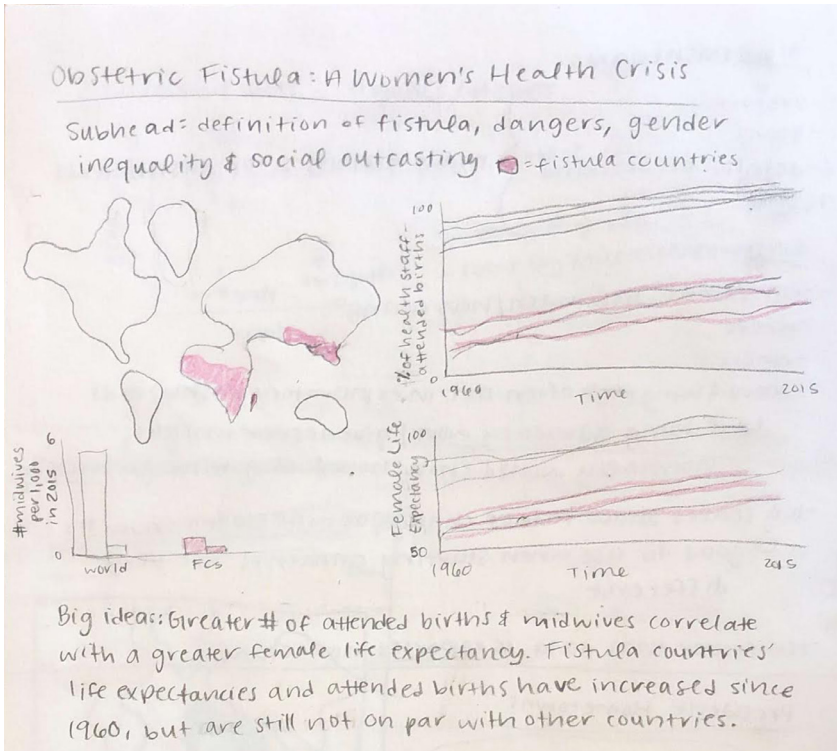 Obstetric Fistula: A Women's Health Crisis
Subhead: definition of fistula, dangers, gender
inequality & social outcasting
= fistula countries
% of health staff-
attended births
100
0
1960
Time
2015
# midwives
per 1,000
in 2015
6
0
world
FCs
Female Life
Expectancy
100
50
1960
Time
2015
Big ideas: Greater # of attended births & midwives correlate
with a greater female life expectancy. Fistula countries'
life expectancies and attended births have increased since
1960, but are still not on par with other countries.